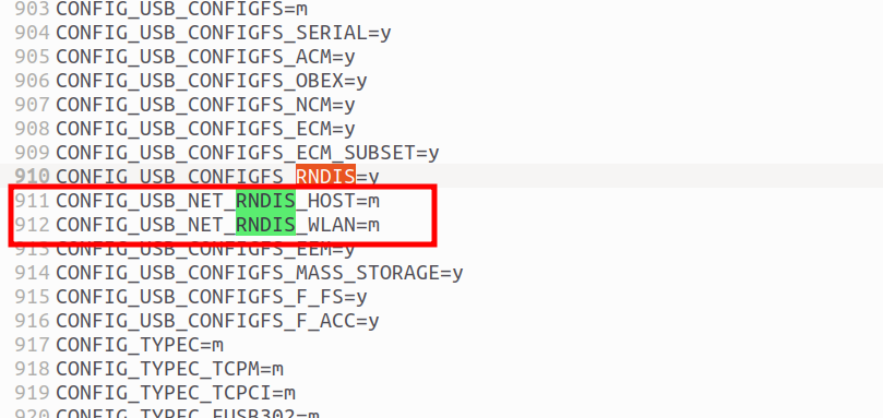 903 CONFIG_USB_CONFIGFS=m
904 CONFIG_USB_CONFIGFS_SERIAL=y
905 CONFIG_USB_CONFIGFS_ACM=y
906 CONFIG_USB_CONFIGFS_OBEX=y
907 CONFIG_USB_CONFIGFS_NCM=y
908 CONFIG_USB_CONFIGFS_ECM=y
909 CONFIG_USB_CONFIGFS_ECM_SUBSET=y
910 CONFIG_USB_CONFIGFS_RNDIS=y
911 CONFIG_USB_NET_RNDIS_HOST=m
912 CONFIG_USB_NET_RNDIS_WLAN=m
913 CONFIG_USB_CONFIGFS_EEM=y
914 CONFIG_USB_CONFIGFS_MASS_STORAGE=y
915 CONFIG_USB_CONFIGFS_F_FS=y
916 CONFIG_USB_CONFIGFS_F_ACC=y
917 CONFIG_TYPEC=m
918 CONFIG_TYPEC_TCPM=m
919 CONFIG_TYPEC_TCPCI=m
920 CONFIG_TYPEC_FUSB302=m